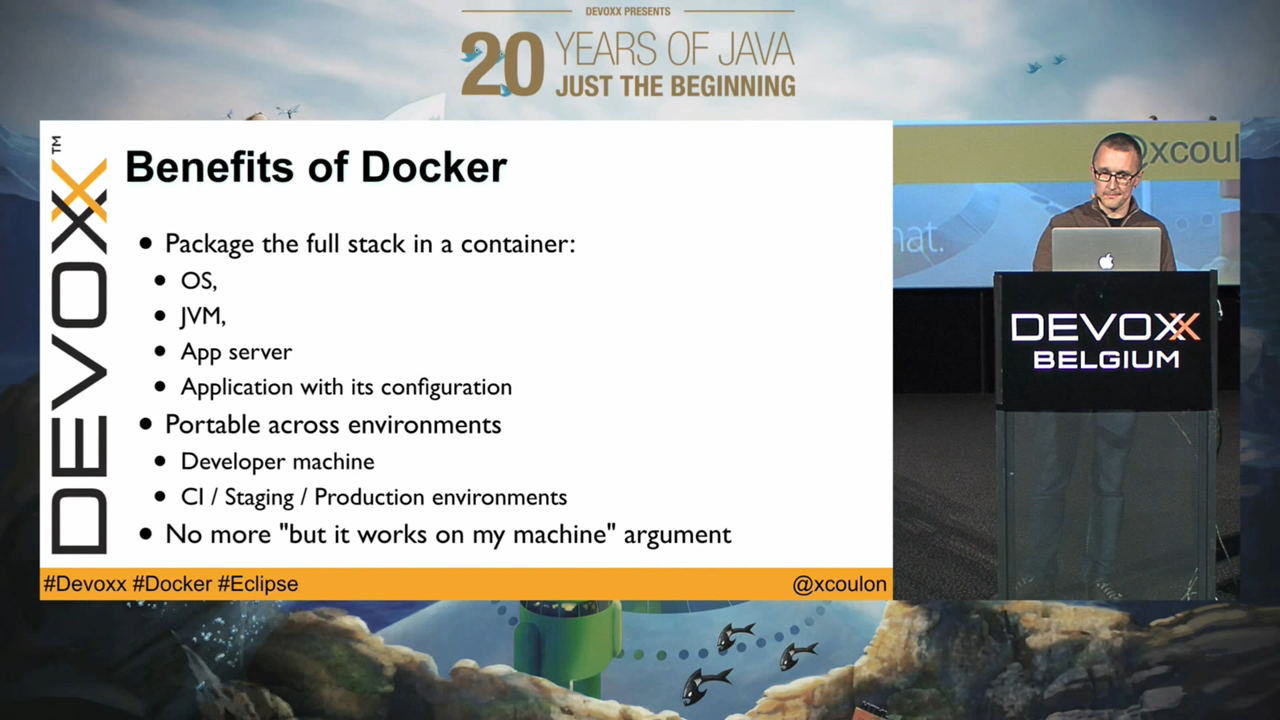 DEVOXX PRESENTS
20 YEARS OF JAVA
JUST THE BEGINNING
DEVOXX™
Benefits of Docker
• Package the full stack in a container:
• OS,
• JVM,
• App server
• Application with its configuration
• Portable across environments
• Developer machine
• CI / Staging / Production environments
• No more "but it works on my machine" argument
#Devoxx #Docker #Eclipse
@xcoulon
@xcoul
hat.
DEVOXX
BELGIUM